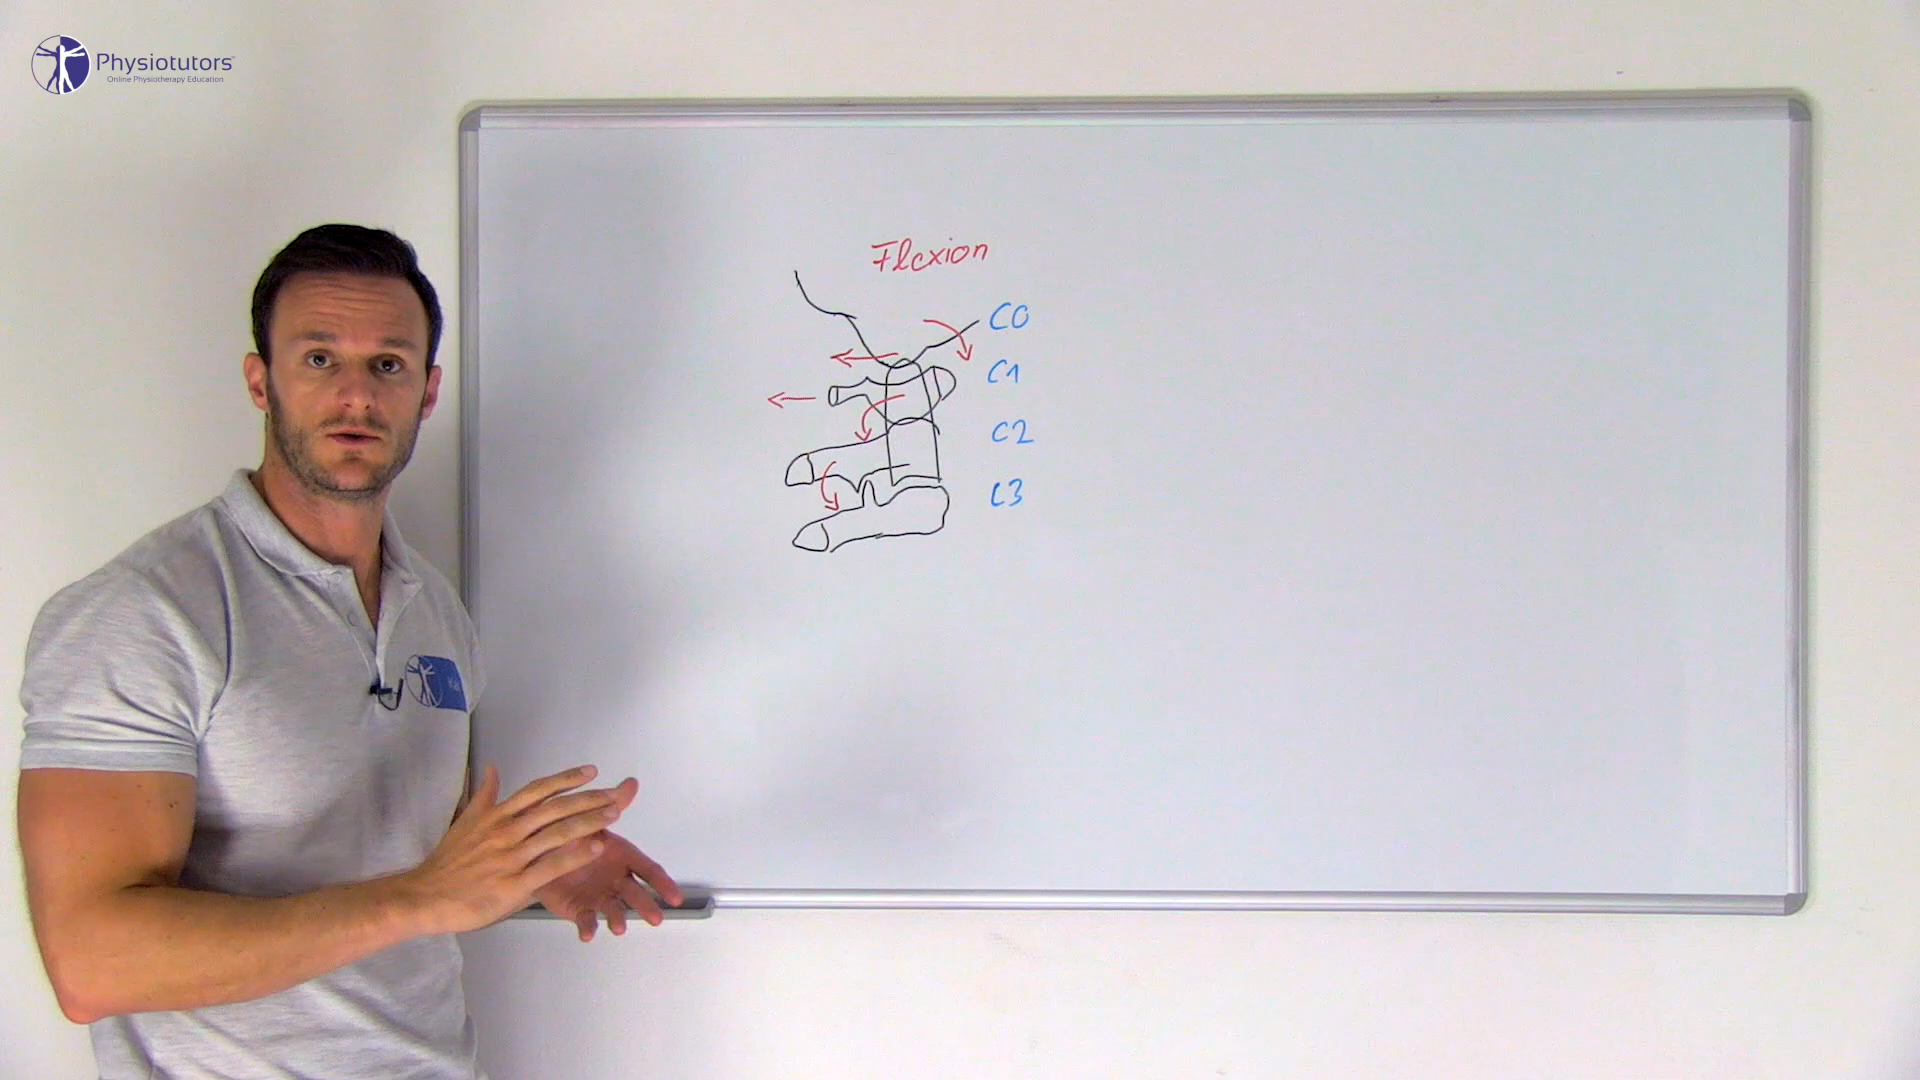 Physiotutors
Online Physiotherapy Education
Flexion
C0
C1
C2
C3